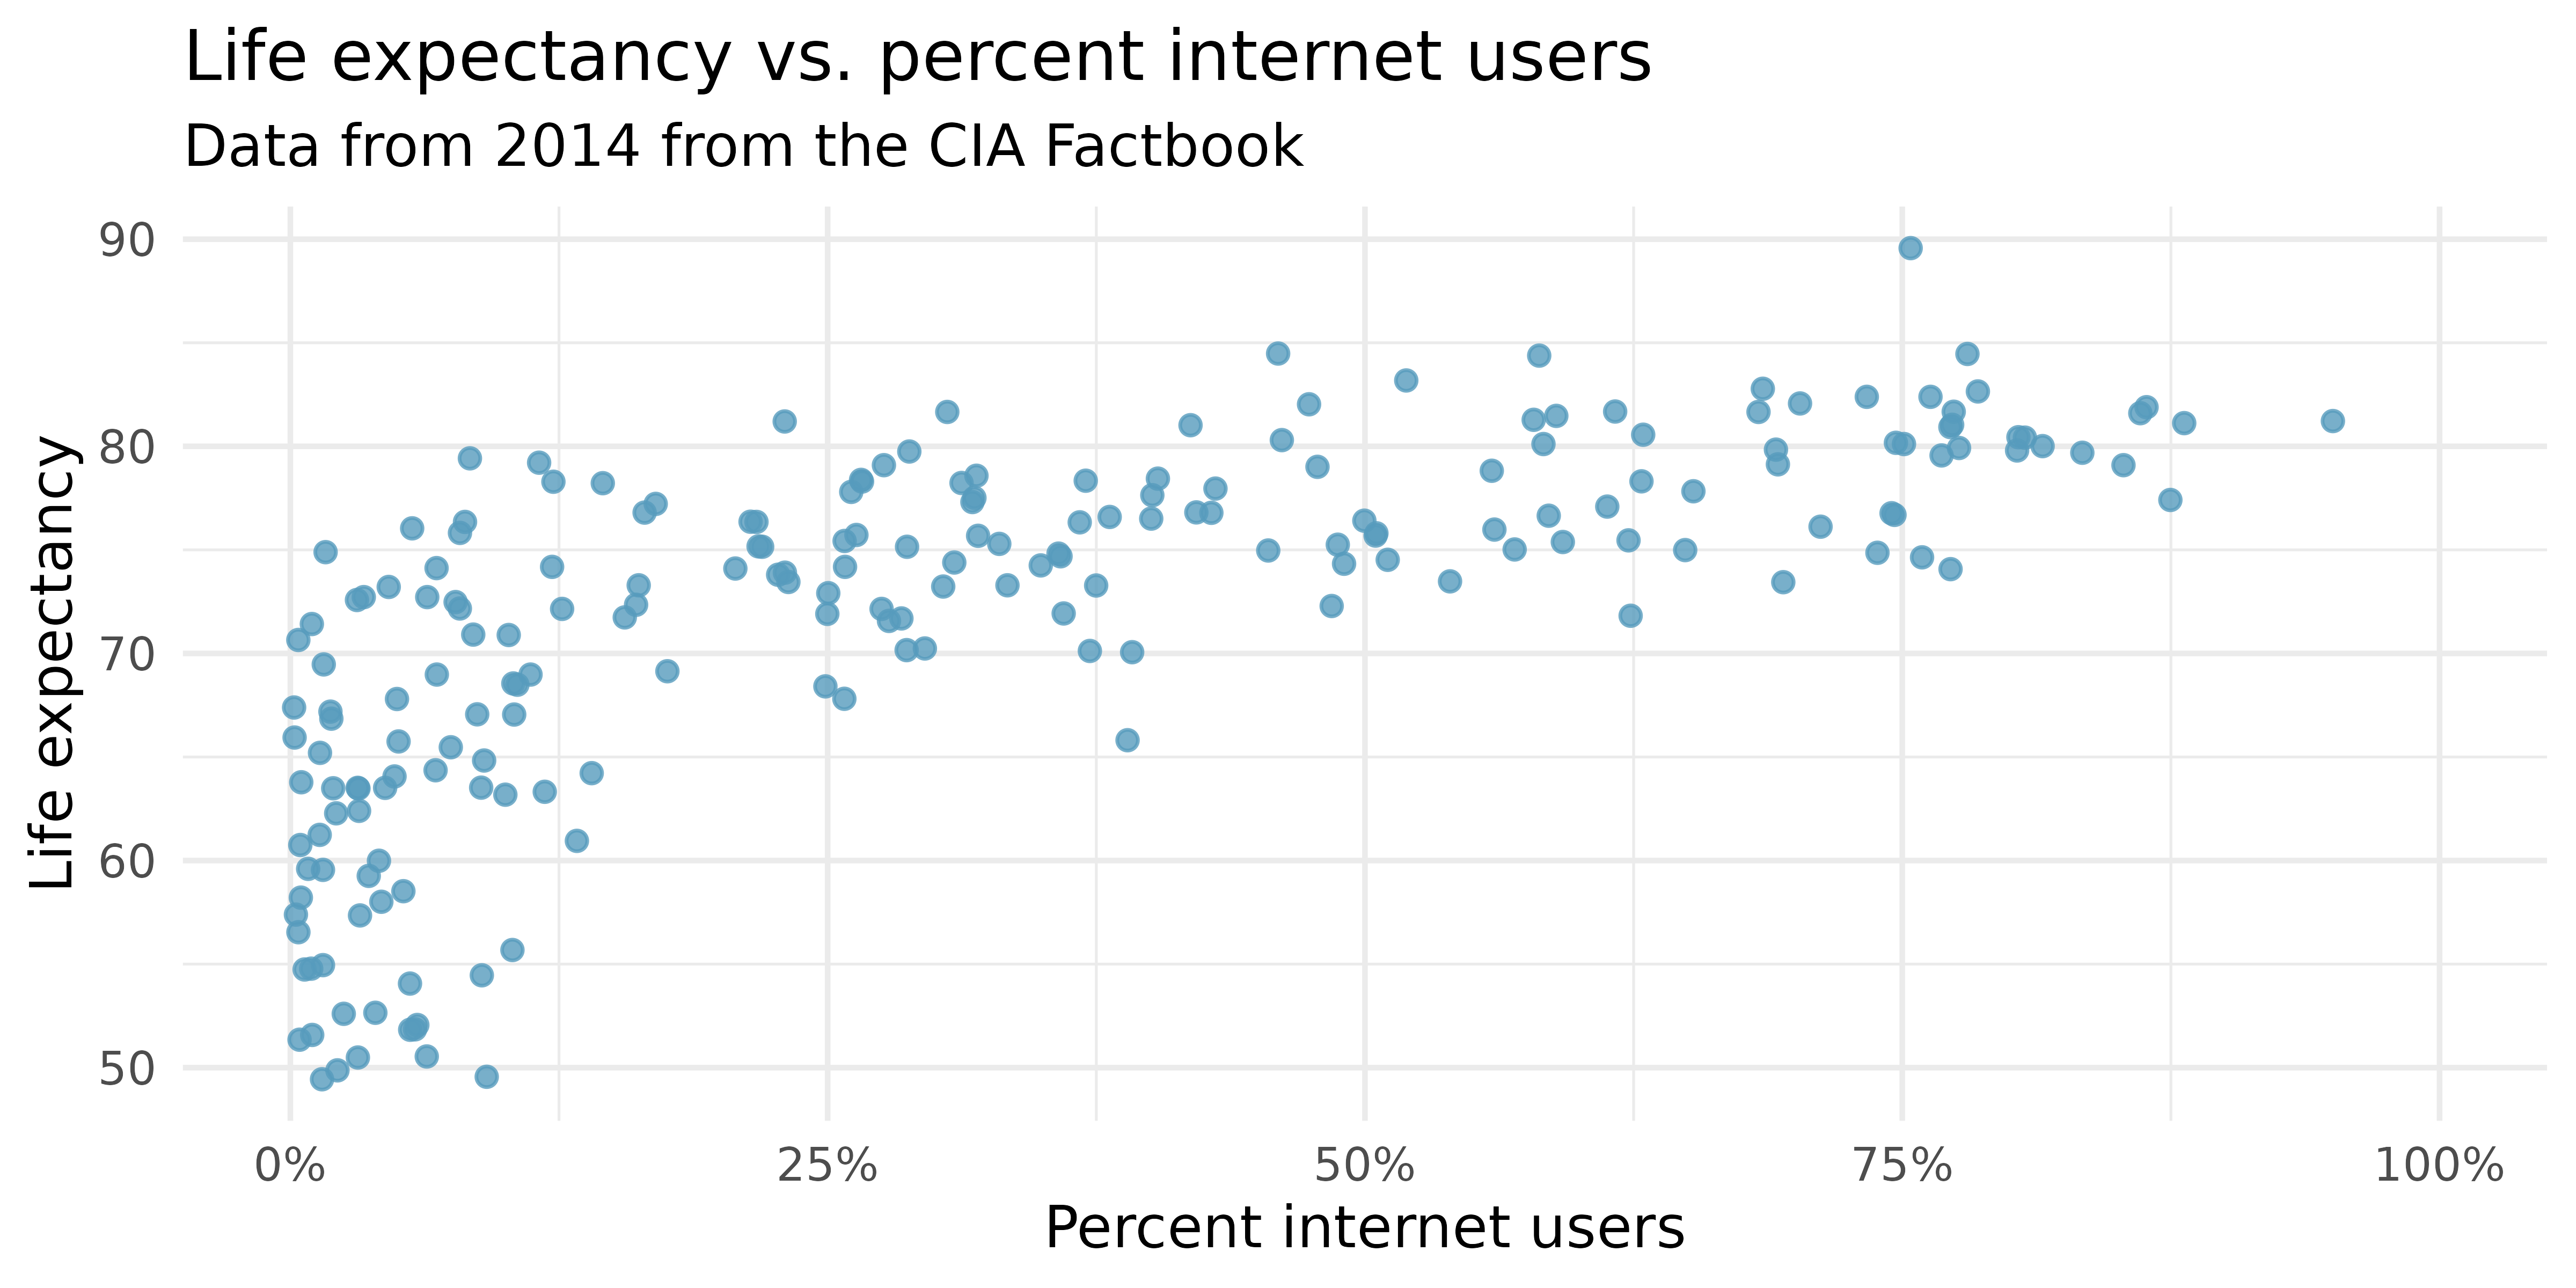 Life expectancy vs. percent internet users
Data from 2014 from the CIA Factbook
90
80
70
60
50
Life expectancy
0% 25% 50% 75% 100%
Percent internet users